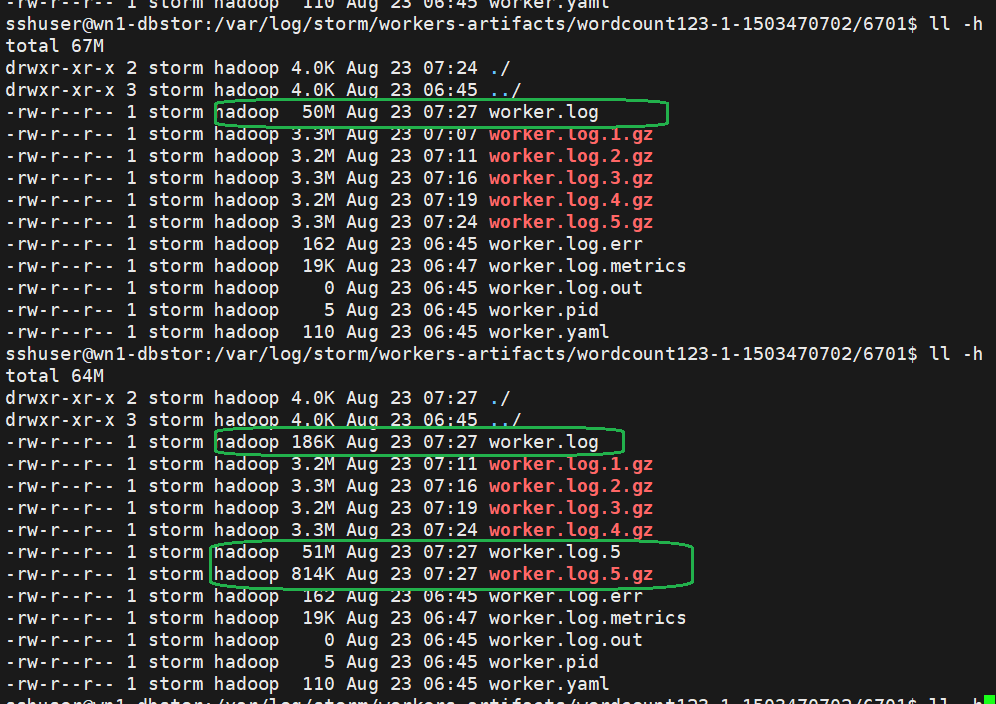 -rw-r--r-- 1 storm hadoop  110 Aug 23 06:45 worker.yaml
sshuser@wn1-dbstor:/var/log/storm/workers-artifacts/wordcount123-1-1503470702/6701$ ll -h
total 67M
drwxr-xr-x 2 storm hadoop 4.0K Aug 23 07:24 ./
drwxr-xr-x 3 storm hadoop 4.0K Aug 23 06:45 ../
-rw-r--r-- 1 storm hadoop  50M Aug 23 07:27 worker.log
-rw-r--r-- 1 storm hadoop 3.3M Aug 23 07:07 worker.log.1.gz
-rw-r--r-- 1 storm hadoop 3.2M Aug 23 07:11 worker.log.2.gz
-rw-r--r-- 1 storm hadoop 3.3M Aug 23 07:16 worker.log.3.gz
-rw-r--r-- 1 storm hadoop 3.2M Aug 23 07:19 worker.log.4.gz
-rw-r--r-- 1 storm hadoop 3.3M Aug 23 07:24 worker.log.5.gz
-rw-r--r-- 1 storm hadoop  162 Aug 23 06:45 worker.log.err
-rw-r--r-- 1 storm hadoop  19K Aug 23 06:47 worker.log.metrics
-rw-r--r-- 1 storm hadoop    0 Aug 23 06:45 worker.log.out
-rw-r--r-- 1 storm hadoop    5 Aug 23 06:45 worker.pid
-rw-r--r-- 1 storm hadoop  110 Aug 23 06:45 worker.yaml
sshuser@wn1-dbstor:/var/log/storm/workers-artifacts/wordcount123-1-1503470702/6701$ ll -h
total 64M
drwxr-xr-x 2 storm hadoop 4.0K Aug 23 07:27 ./
drwxr-xr-x 3 storm hadoop 4.0K Aug 23 06:45 ../
-rw-r--r-- 1 storm hadoop 186K Aug 23 07:27 worker.log
-rw-r--r-- 1 storm hadoop 3.2M Aug 23 07:11 worker.log.1.gz
-rw-r--r-- 1 storm hadoop 3.3M Aug 23 07:16 worker.log.2.gz
-rw-r--r-- 1 storm hadoop 3.2M Aug 23 07:19 worker.log.3.gz
-rw-r--r-- 1 storm hadoop 3.3M Aug 23 07:24 worker.log.4.gz
-rw-r--r-- 1 storm hadoop  51M Aug 23 07:27 worker.log.5
-rw-r--r-- 1 storm hadoop 814K Aug 23 07:27 worker.log.5.gz
-rw-r--r-- 1 storm hadoop  162 Aug 23 06:45 worker.log.err
-rw-r--r-- 1 storm hadoop  19K Aug 23 06:47 worker.log.metrics
-rw-r--r-- 1 storm hadoop    0 Aug 23 06:45 worker.log.out
-rw-r--r-- 1 storm hadoop    5 Aug 23 06:45 worker.pid
-rw-r--r-- 1 storm hadoop  110 Aug 23 06:45 worker.yaml
sshuser@wn1-dbstor:/var/log/storm/workers-artifacts/wordcount123-1-1503470702/6701$ ll -h